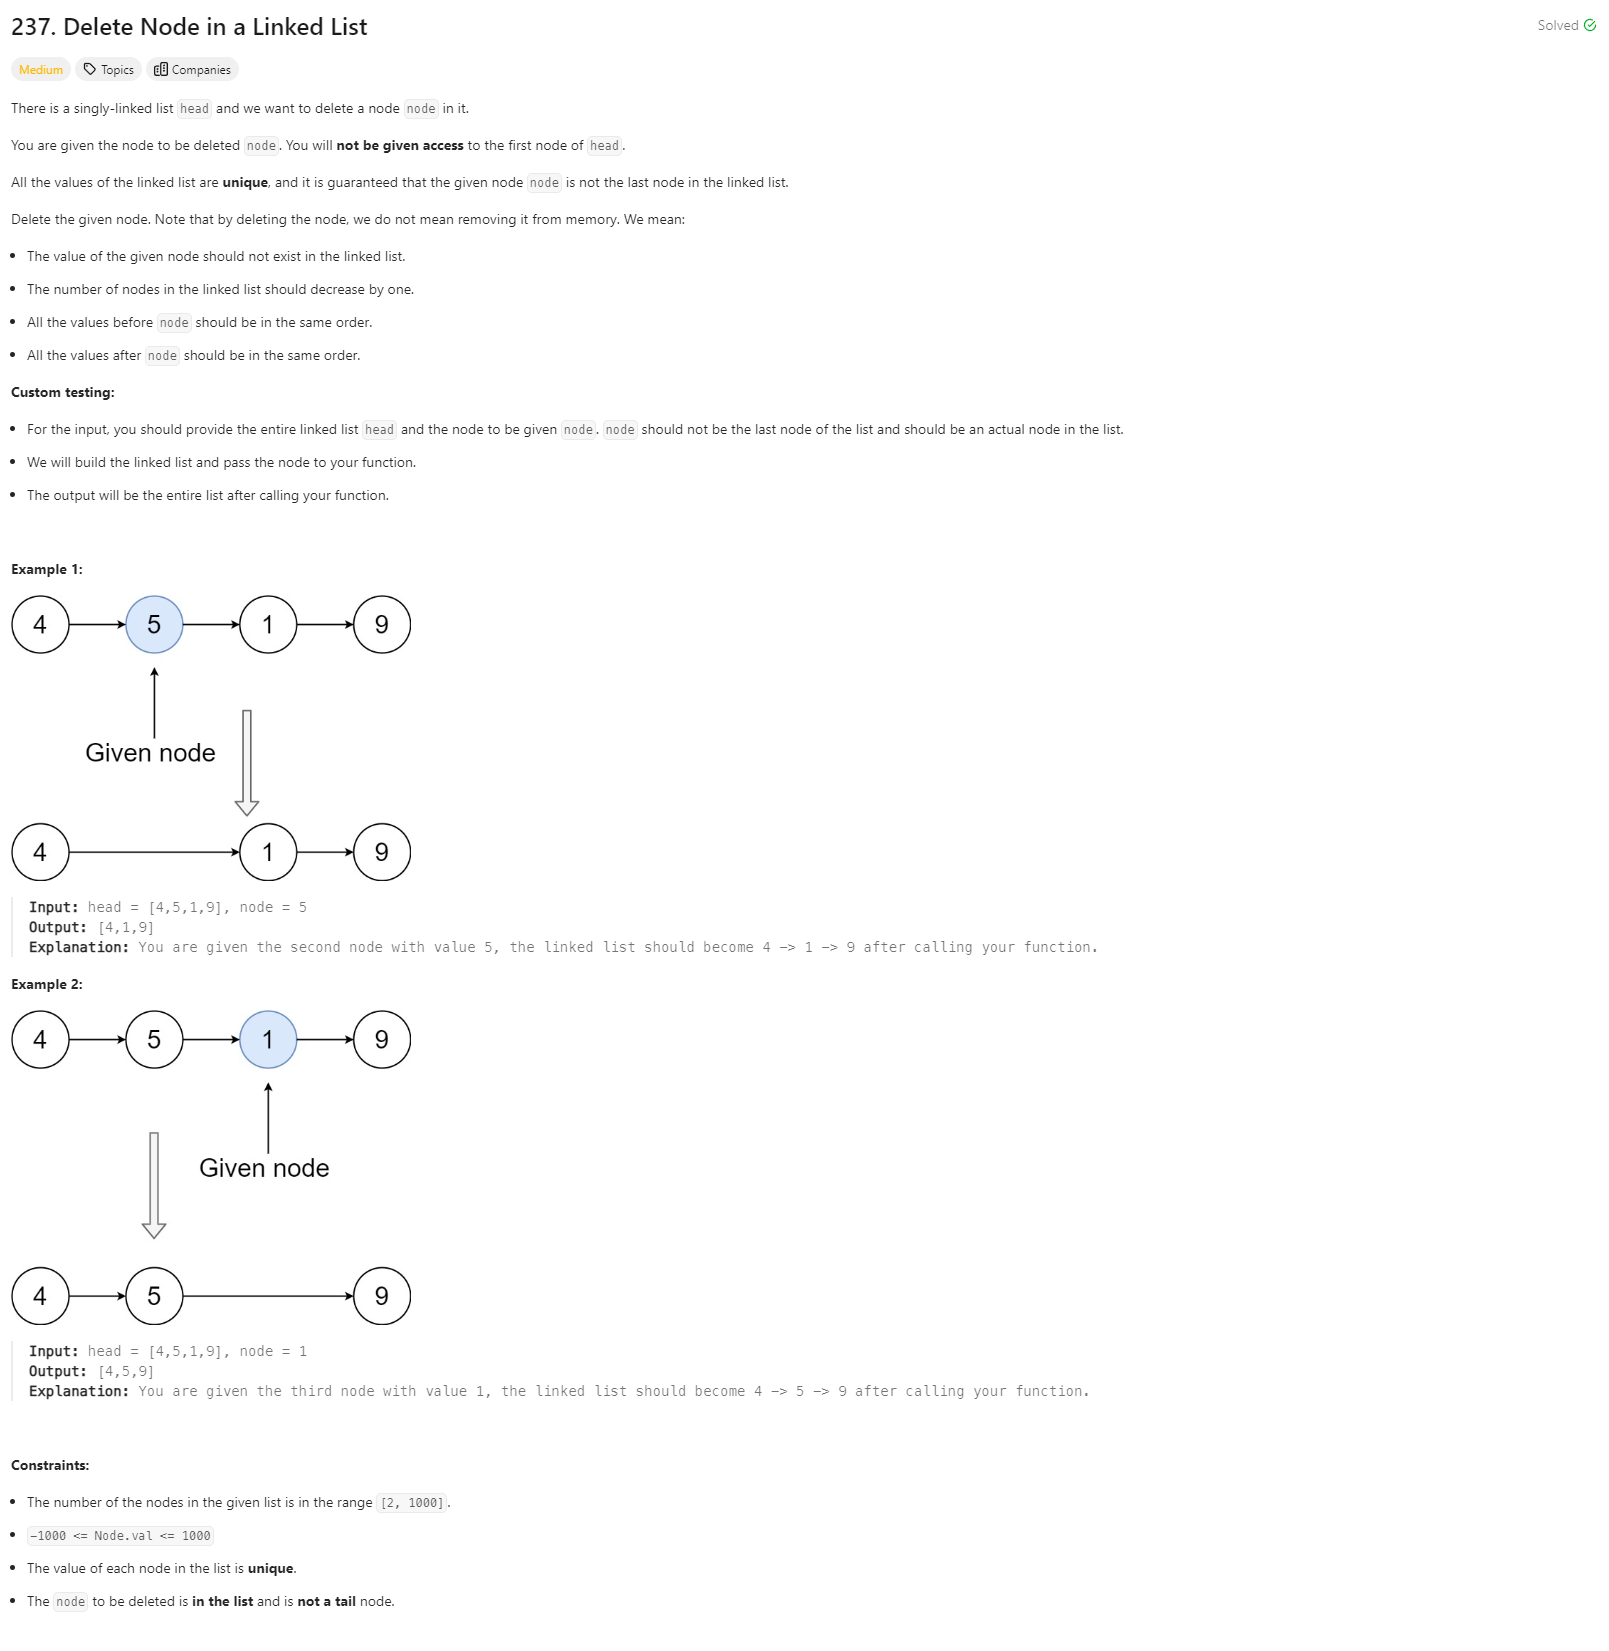 237. Delete Node in a Linked List
Solved
Medium Topics Companies
There is a singly-linked list head and we want to delete a node node in it.
You are given the node to be deleted node. You will not be given access to the first node of head.
All the values of the linked list are unique, and it is guaranteed that the given node node is not the last node in the linked list.
Delete the given node. Note that by deleting the node, we do not mean removing it from memory. We mean:
• The value of the given node should not exist in the linked list.
• The number of nodes in the linked list should decrease by one.
• All the values before node should be in the same order.
• All the values after node should be in the same order.
Custom testing:
• For the input, you should provide the entire linked list head and the node to be given node. node should not be the last node of the list and should be an actual node in the list.
• We will build the linked list and pass the node to your function.
• The output will be the entire list after calling your function.
Example 1:
4 5 1 9
Given node
4 1 9
Input: head = [4,5,1,9], node = 5
Output: [4,1,9]
Explanation: You are given the second node with value 5, the linked list should become 4 -> 1 -> 9 after calling your function.
Example 2:
4 5 1 9
Given node
4 5 9
Input: head = [4,5,1,9], node = 1
Output: [4,5,9]
Explanation: You are given the third node with value 1, the linked list should become 4 -> 5 -> 9 after calling your function.
Constraints:
• The number of the nodes in the given list is in the range [2, 1000].
• -1000 <= Node.val <= 1000
• The value of each node in the list is unique.
• The node to be deleted is in the list and is not a tail node.